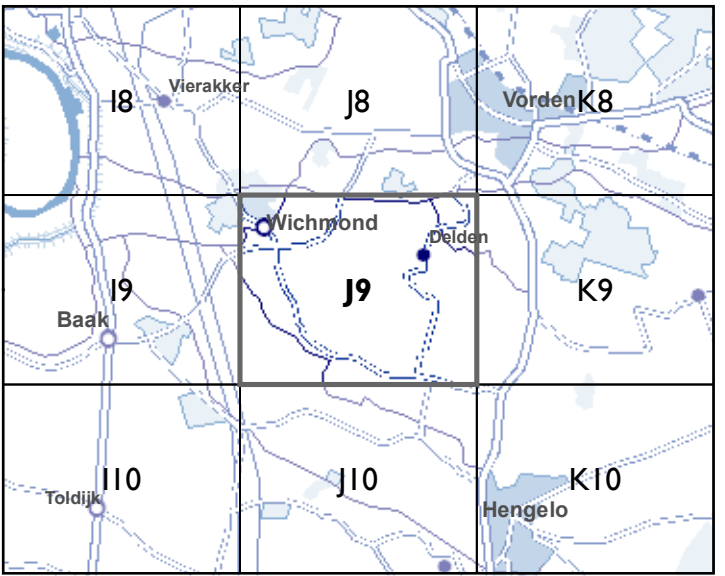 Vierakker
I8
J8
Vorden
K8
Wichmond
Delden
I9
J9
K9
Baak
I10
J10
K10
Toldijk
Hengelo